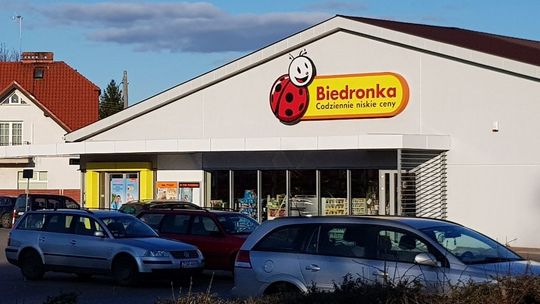 Biedronka
Codziennie niskie ceny